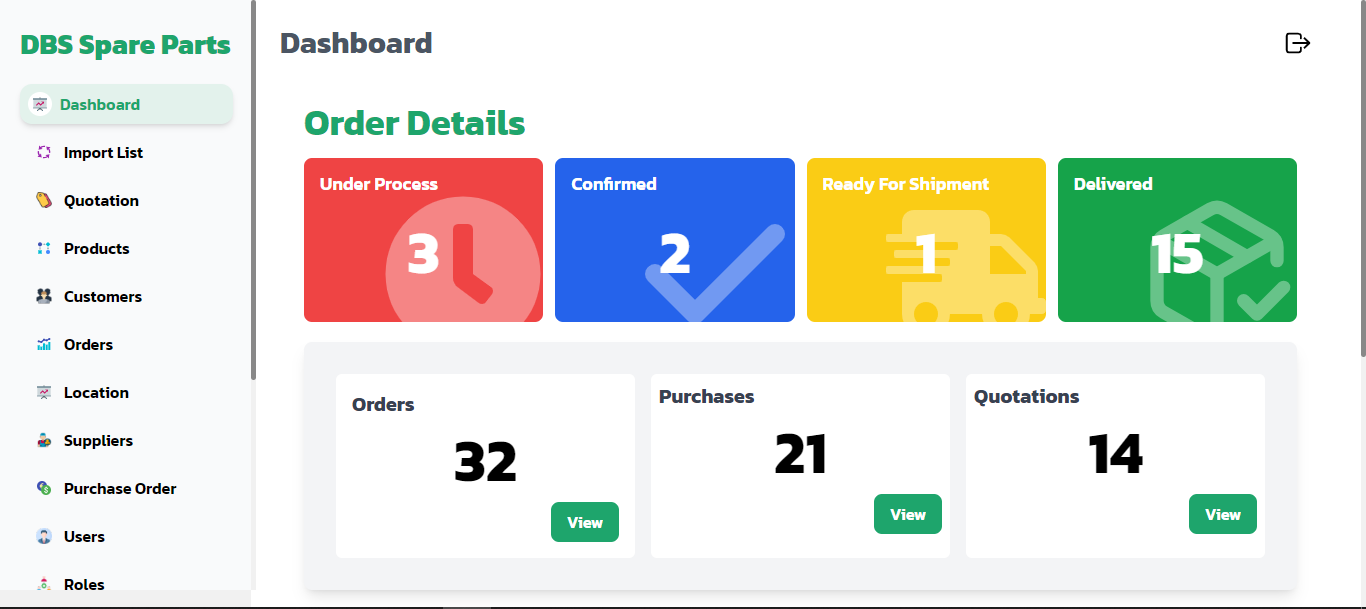 DBS Spare Parts
Dashboard
Import List
Quotation
Products
Customers
Orders
Location
Suppliers
Purchase Order
Users
Roles
Dashboard
Order Details
Under Process
3
Confirmed
2
Ready For Shipment
1
Delivered
15
Orders
32
View
Purchases
21
View
Quotations
14
View